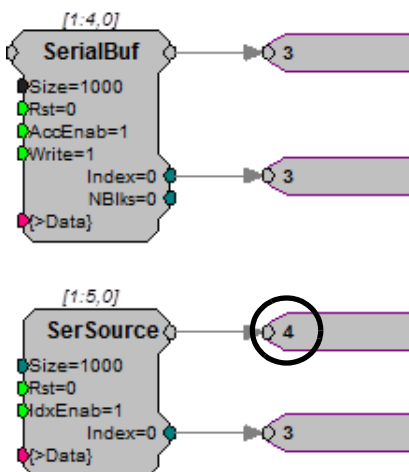 [1:4,0]
SerialBuf 3
Size=1000
Rst=0
AccEnab=1
Write=1
Index=0 3
NBlks=0
{>Data}
[1:5,0]
SerSource 4
Size=1000
Rst=0
IdxEnab=1
Index=0 3
{>Data}